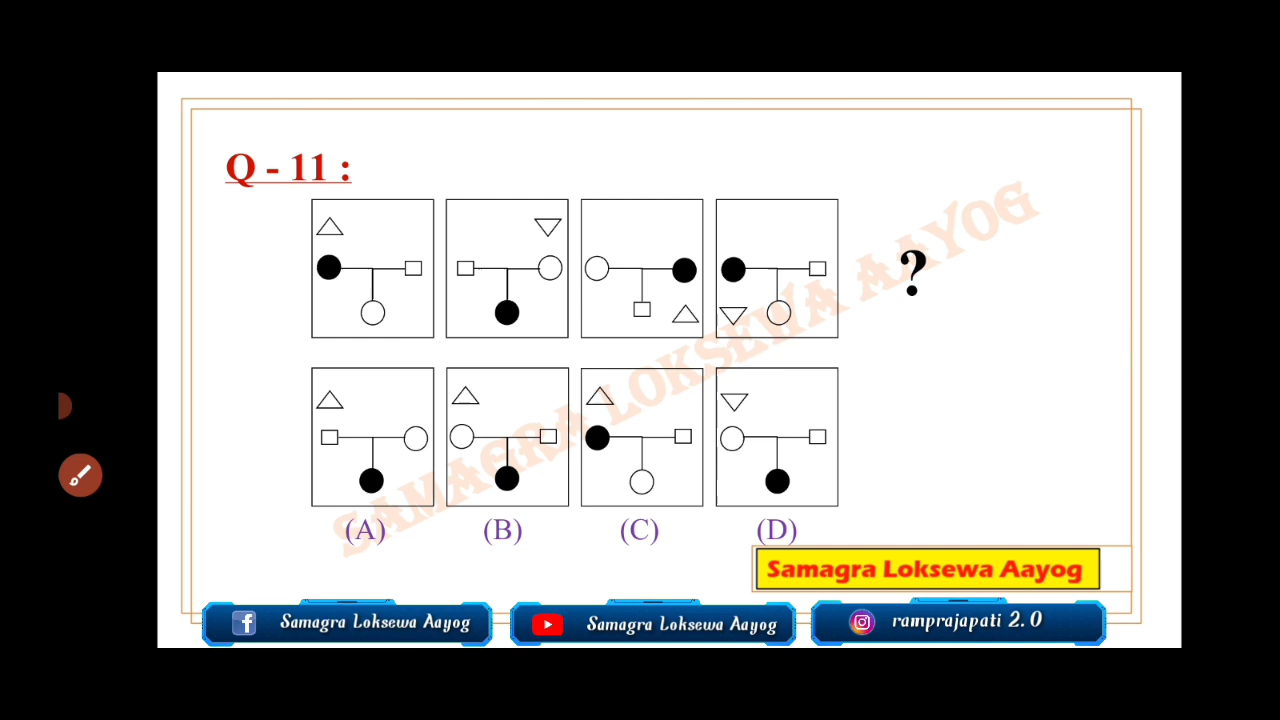 Q - 11 :
?
SAMAGRA LOKSEWA AAYOG
(A) (B) (C) (D)
Samagra Loksewa Aayog
Samagra Loksewa Aayog
Samagra Loksewa Aayog
ramprajapati 2.0